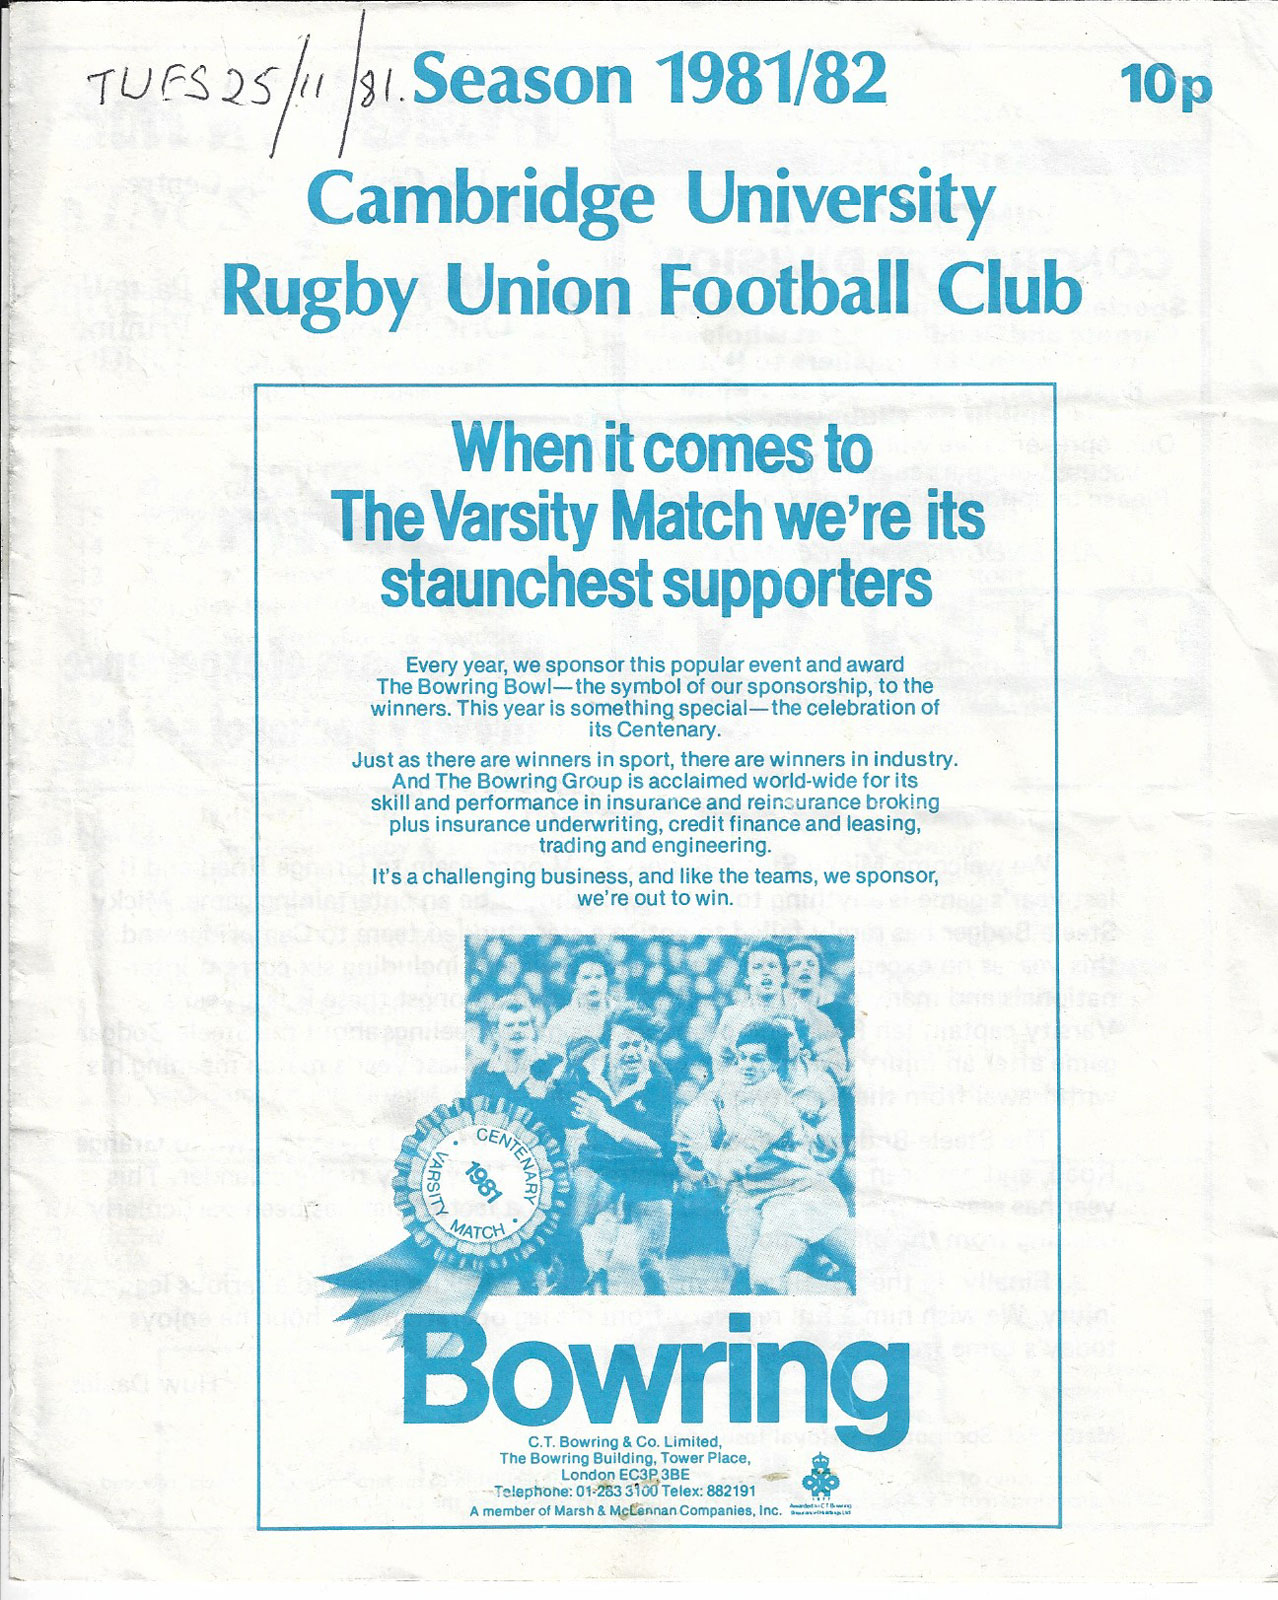 TUES 25/11/81. Season 1981/82 10p
Cambridge University
Rugby Union Football Club
When it comes to
The Varsity Match we're its
staunchest supporters
Every year, we sponsor this popular event and award
The Bowring Bowl—the symbol of our sponsorship, to the
winners. This year is something special—the celebration of
its Centenary.
Just as there are winners in sport, there are winners in industry.
And The Bowring Group is acclaimed world-wide for its
skill and performance in insurance and reinsurance broking
plus insurance underwriting, credit finance and leasing,
trading and engineering.
It's a challenging business, and like the teams, we sponsor,
we're out to win.
· CENTENARY ·
VARSITY MATCH
1981
Bowring
C.T. Bowring & Co. Limited,
The Bowring Building, Tower Place,
London EC3P 3BE
Telephone: 01-283 3100 Telex: 882191
A member of Marsh & McLennan Companies, Inc.